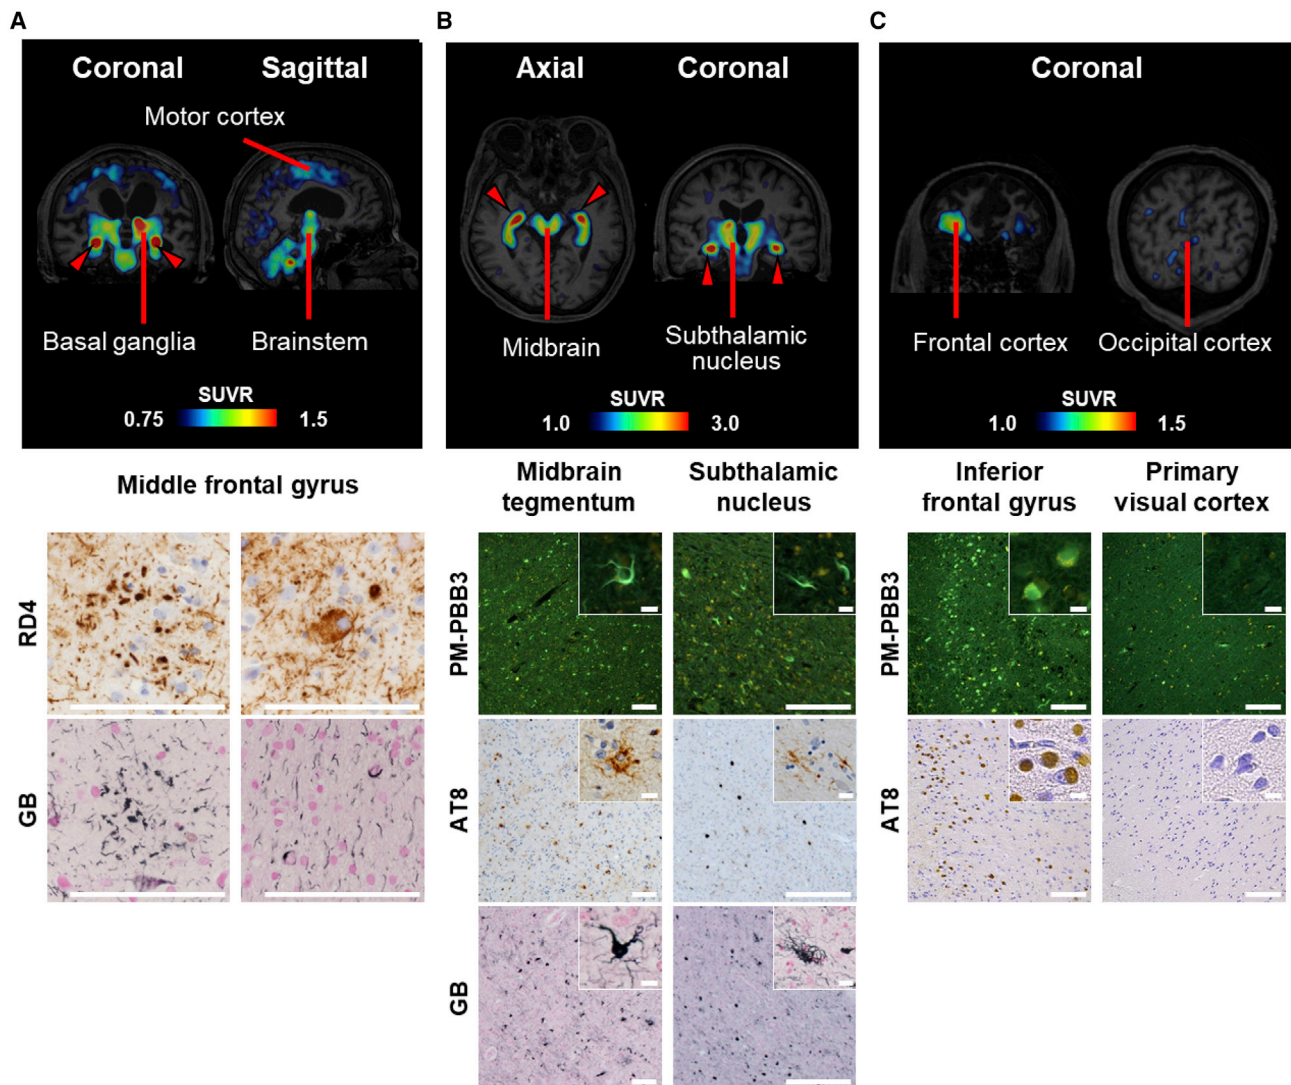 A
B
C
Coronal
Sagittal
Axial
Coronal
Coronal
Motor cortex
Basal ganglia
Brainstem
Midbrain
Subthalamic
nucleus
Frontal cortex
Occipital cortex
SUVR
0.75
1.5
SUVR
1.0
3.0
SUVR
1.0
1.5
Middle frontal gyrus
RD4
GB
Midbrain
tegmentum
Subthalamic
nucleus
PM-PBB3
AT8
GB
Inferior
frontal gyrus
Primary
visual cortex
PM-PBB3
AT8